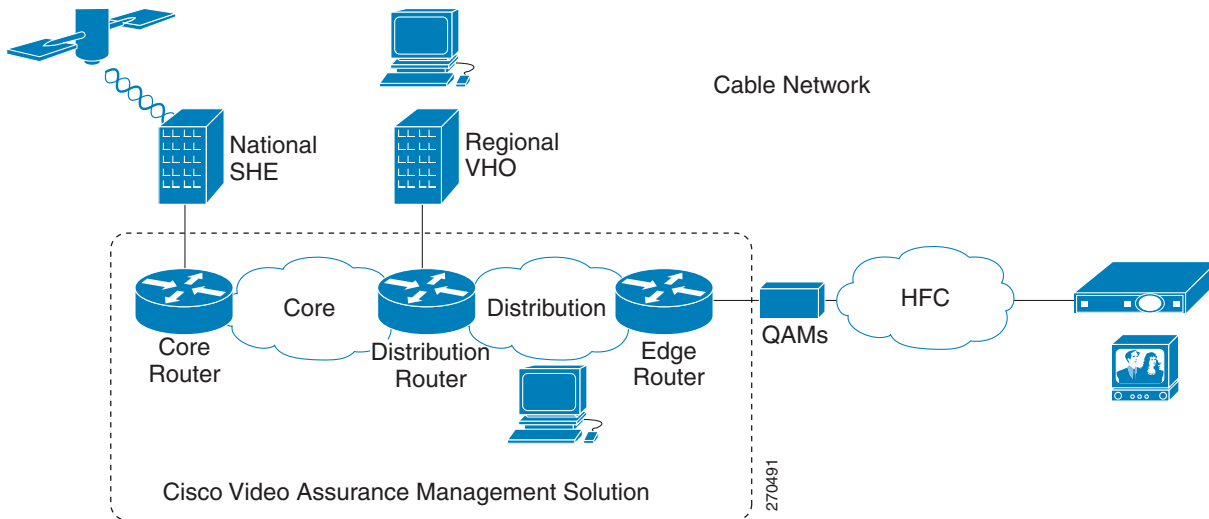 Cable Network
National
SHE
Regional
VHO
Core
Distribution
HFC
QAMs
Core
Router
Distribution
Router
Edge
Router
Cisco Video Assurance Management Solution
270491